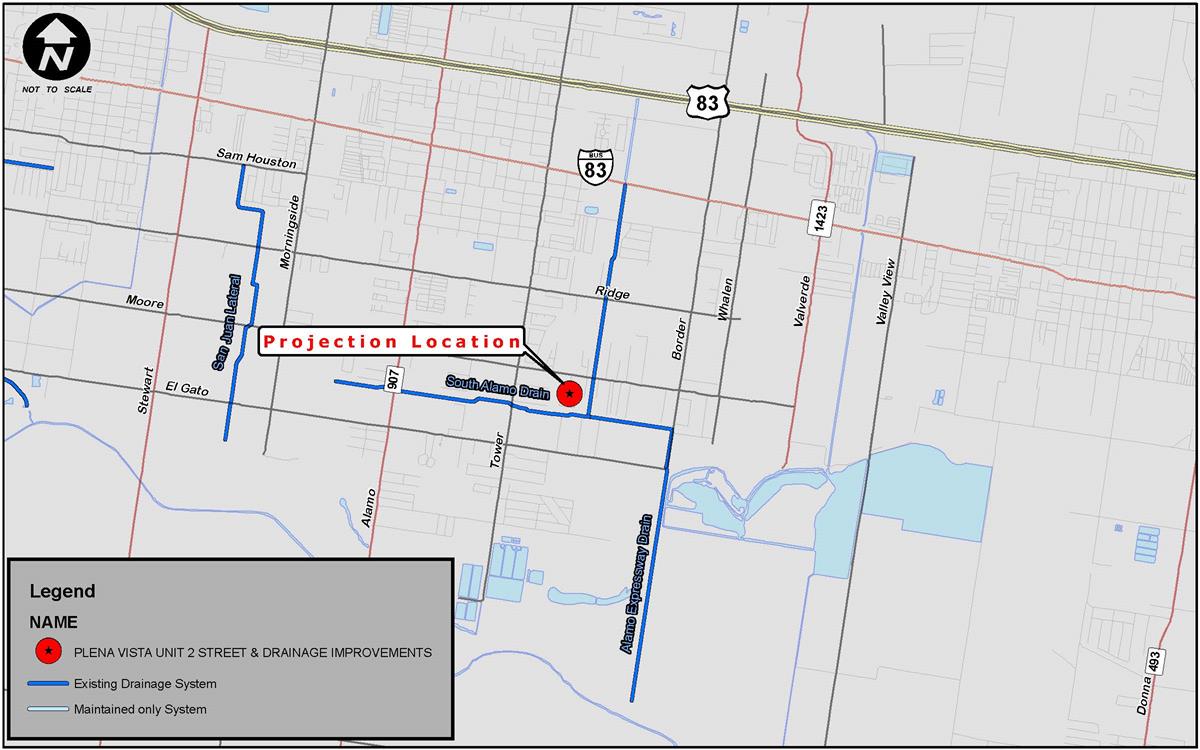 N
NOT TO SCALE
83
BUS
83
Sam Houston
1423
Morningside
San Juan Lateral
Ridge
Moore
Whalen
Valverde
Valley View
Border
Projection Location
907
South Alamo Drain
Stewart
El Gato
Tower
Alamo
Alamo Expressway Drain
Donna
493
Legend
NAME
PLENA VISTA UNIT 2 STREET & DRAINAGE IMPROVEMENTS
Existing Drainage System
Maintained only System